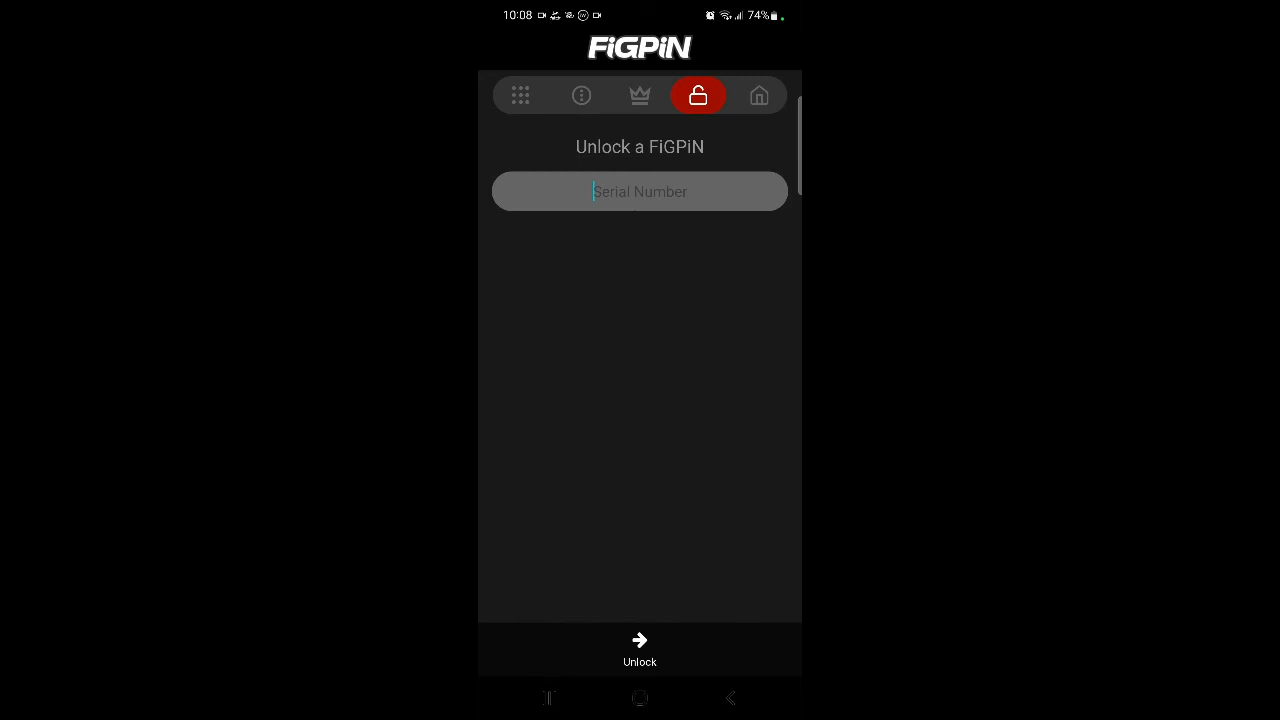 10:08
74%
FiGPiN
Unlock a FiGPiN
Serial Number
Unlock